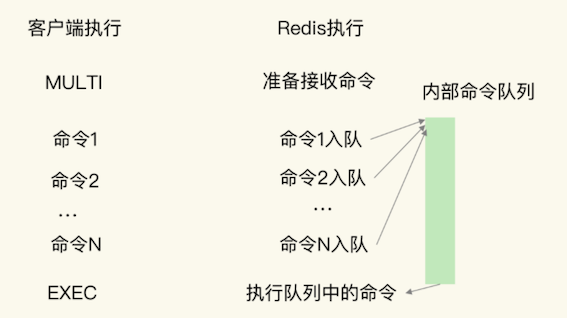 客户端执行 Redis执行
MULTI 准备接收命令
内部命令队列
命令1 命令1入队
命令2 命令2入队
… …
命令N 命令N入队
EXEC 执行队列中的命令